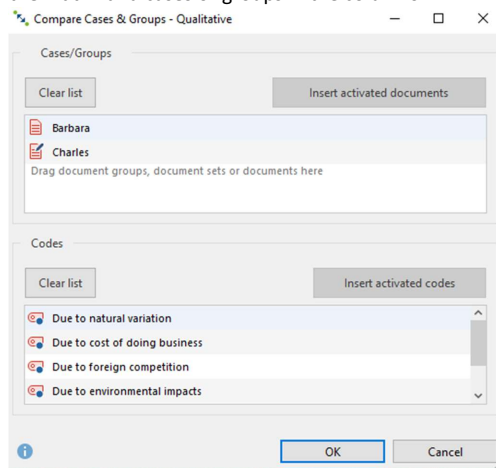 Compare Cases & Groups - Qualitative
Cases/Groups
Clear list
Insert activated documents
Barbara
Charles
Drag document groups, document sets or documents here
Codes
Clear list
Insert activated codes
Due to natural variation
Due to cost of doing business
Due to foreign competition
Due to environmental impacts
OK
Cancel